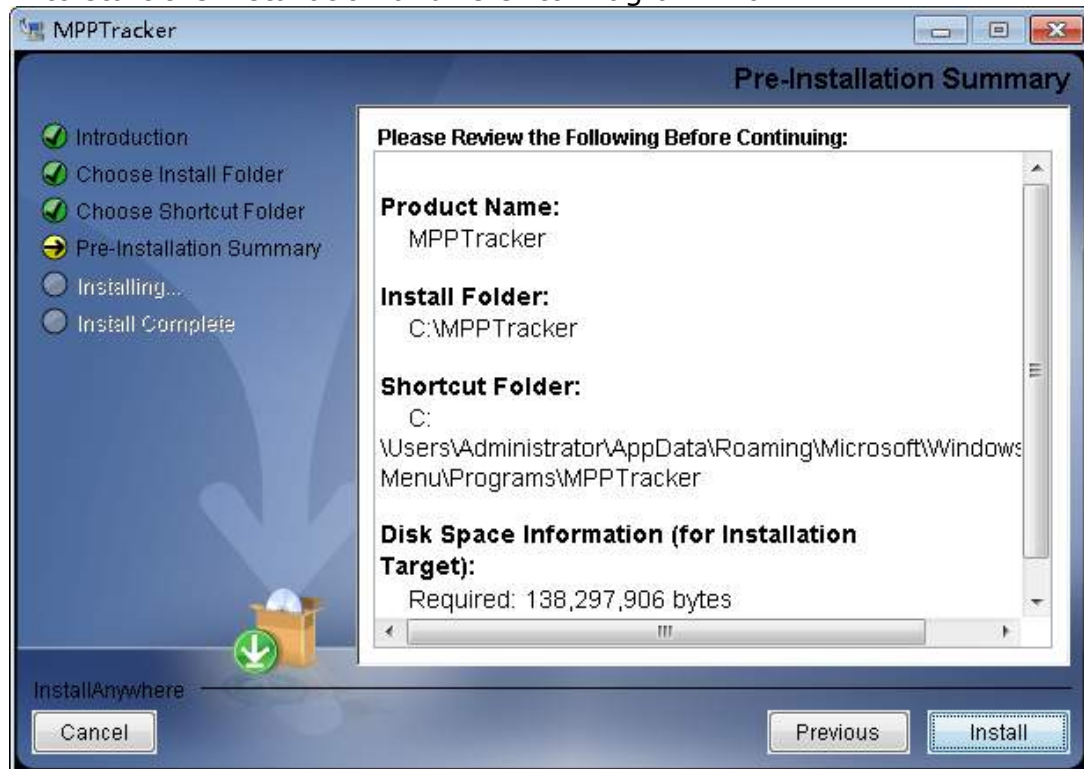 MPPTracker
Pre-Installation Summary
Introduction
Choose Install Folder
Choose Shortcut Folder
Pre-Installation Summary
Installing...
Install Complete
Please Review the Following Before Continuing:
Product Name:
MPPTracker
Install Folder:
C:\MPPTracker
Shortcut Folder:
C:
\Users\Administrator\AppData\Roaming\Microsoft\Windows
Menu\Programs\MPPTracker
Disk Space Information (for Installation
Target):
Required: 138,297,906 bytes
InstallAnywhere
Cancel
Previous
Install